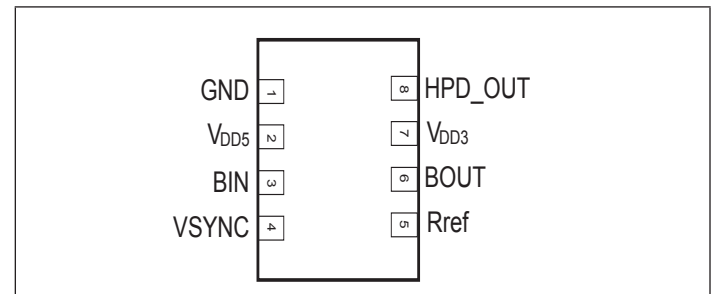 GND 1 8 HPD_OUT
VDD5 2 7 VDD3
BIN 3 6 BOUT
VSYNC 4 5 Rref